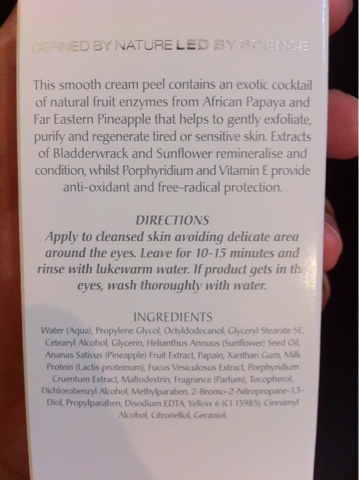 DEFINED BY NATURE LED BY SCIENCE
This smooth cream peel contains an exotic cocktail
of natural fruit enzymes from African Papaya and
Far Eastern Pineapple that helps to gently exfoliate,
purify and regenerate tired or sensitive skin. Extracts
of Bladderwrack and Sunflower remineralise and
condition, whilst Porphyridium and Vitamin E provide
anti-oxidant and free-radical protection.
DIRECTIONS
Apply to cleansed skin avoiding delicate area
around the eyes. Leave for 10-15 minutes and
rinse with lukewarm water. If product gets in the
eyes, wash thoroughly with water.
INGREDIENTS
Water (Aqua), Propylene Glycol, Octyldodecanol, Glyceryl Stearate SE,
Cetearyl Alcohol, Glycerin, Helianthus Annuus (Sunflower) Seed Oil,
Ananas Sativus (Pineapple) Fruit Extract, Papain, Xanthan Gum, Milk
Protein (Lactis proteinum), Fucus Vesiculosus Extract, Porphyridium
Cruentum Extract, Maltodextrin, Fragrance (Parfum), Tocopherol,
Dichlorobenzyl Alcohol, Methylparaben, 2-Bromo-2-Nitropropane-1,3-
Diol, Propylparaben, Disodium EDTA, Yellow 6 (CI 15985), Cinnamyl
Alcohol, Citronellol, Geraniol.